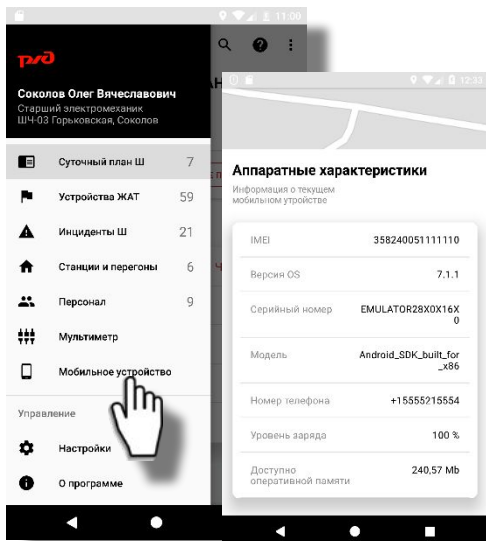 11:00
ржд
Соколов Олег Вячеславович
Старший электромеханик
ШЧ-03 Горьковская, Соколов
Суточный план Ш 7
Устройства ЖАТ 59
Инциденты Ш 21
Станции и перегоны 6
Персонал 9
Мультиметр
Мобильное устройство
Управление
Настройки
О программе
12:33
Аппаратные характеристики
Информация о текущем
мобильном утройстве
IMEI 358240051111110
Версия OS 7.1.1
Серийный номер EMULATOR28X0X16X
0
Модель Android_SDK_built_for
_x86
Номер телефона +15555215554
Уровень заряда 100 %
Доступно
оперативной памяти 240,57 Mb